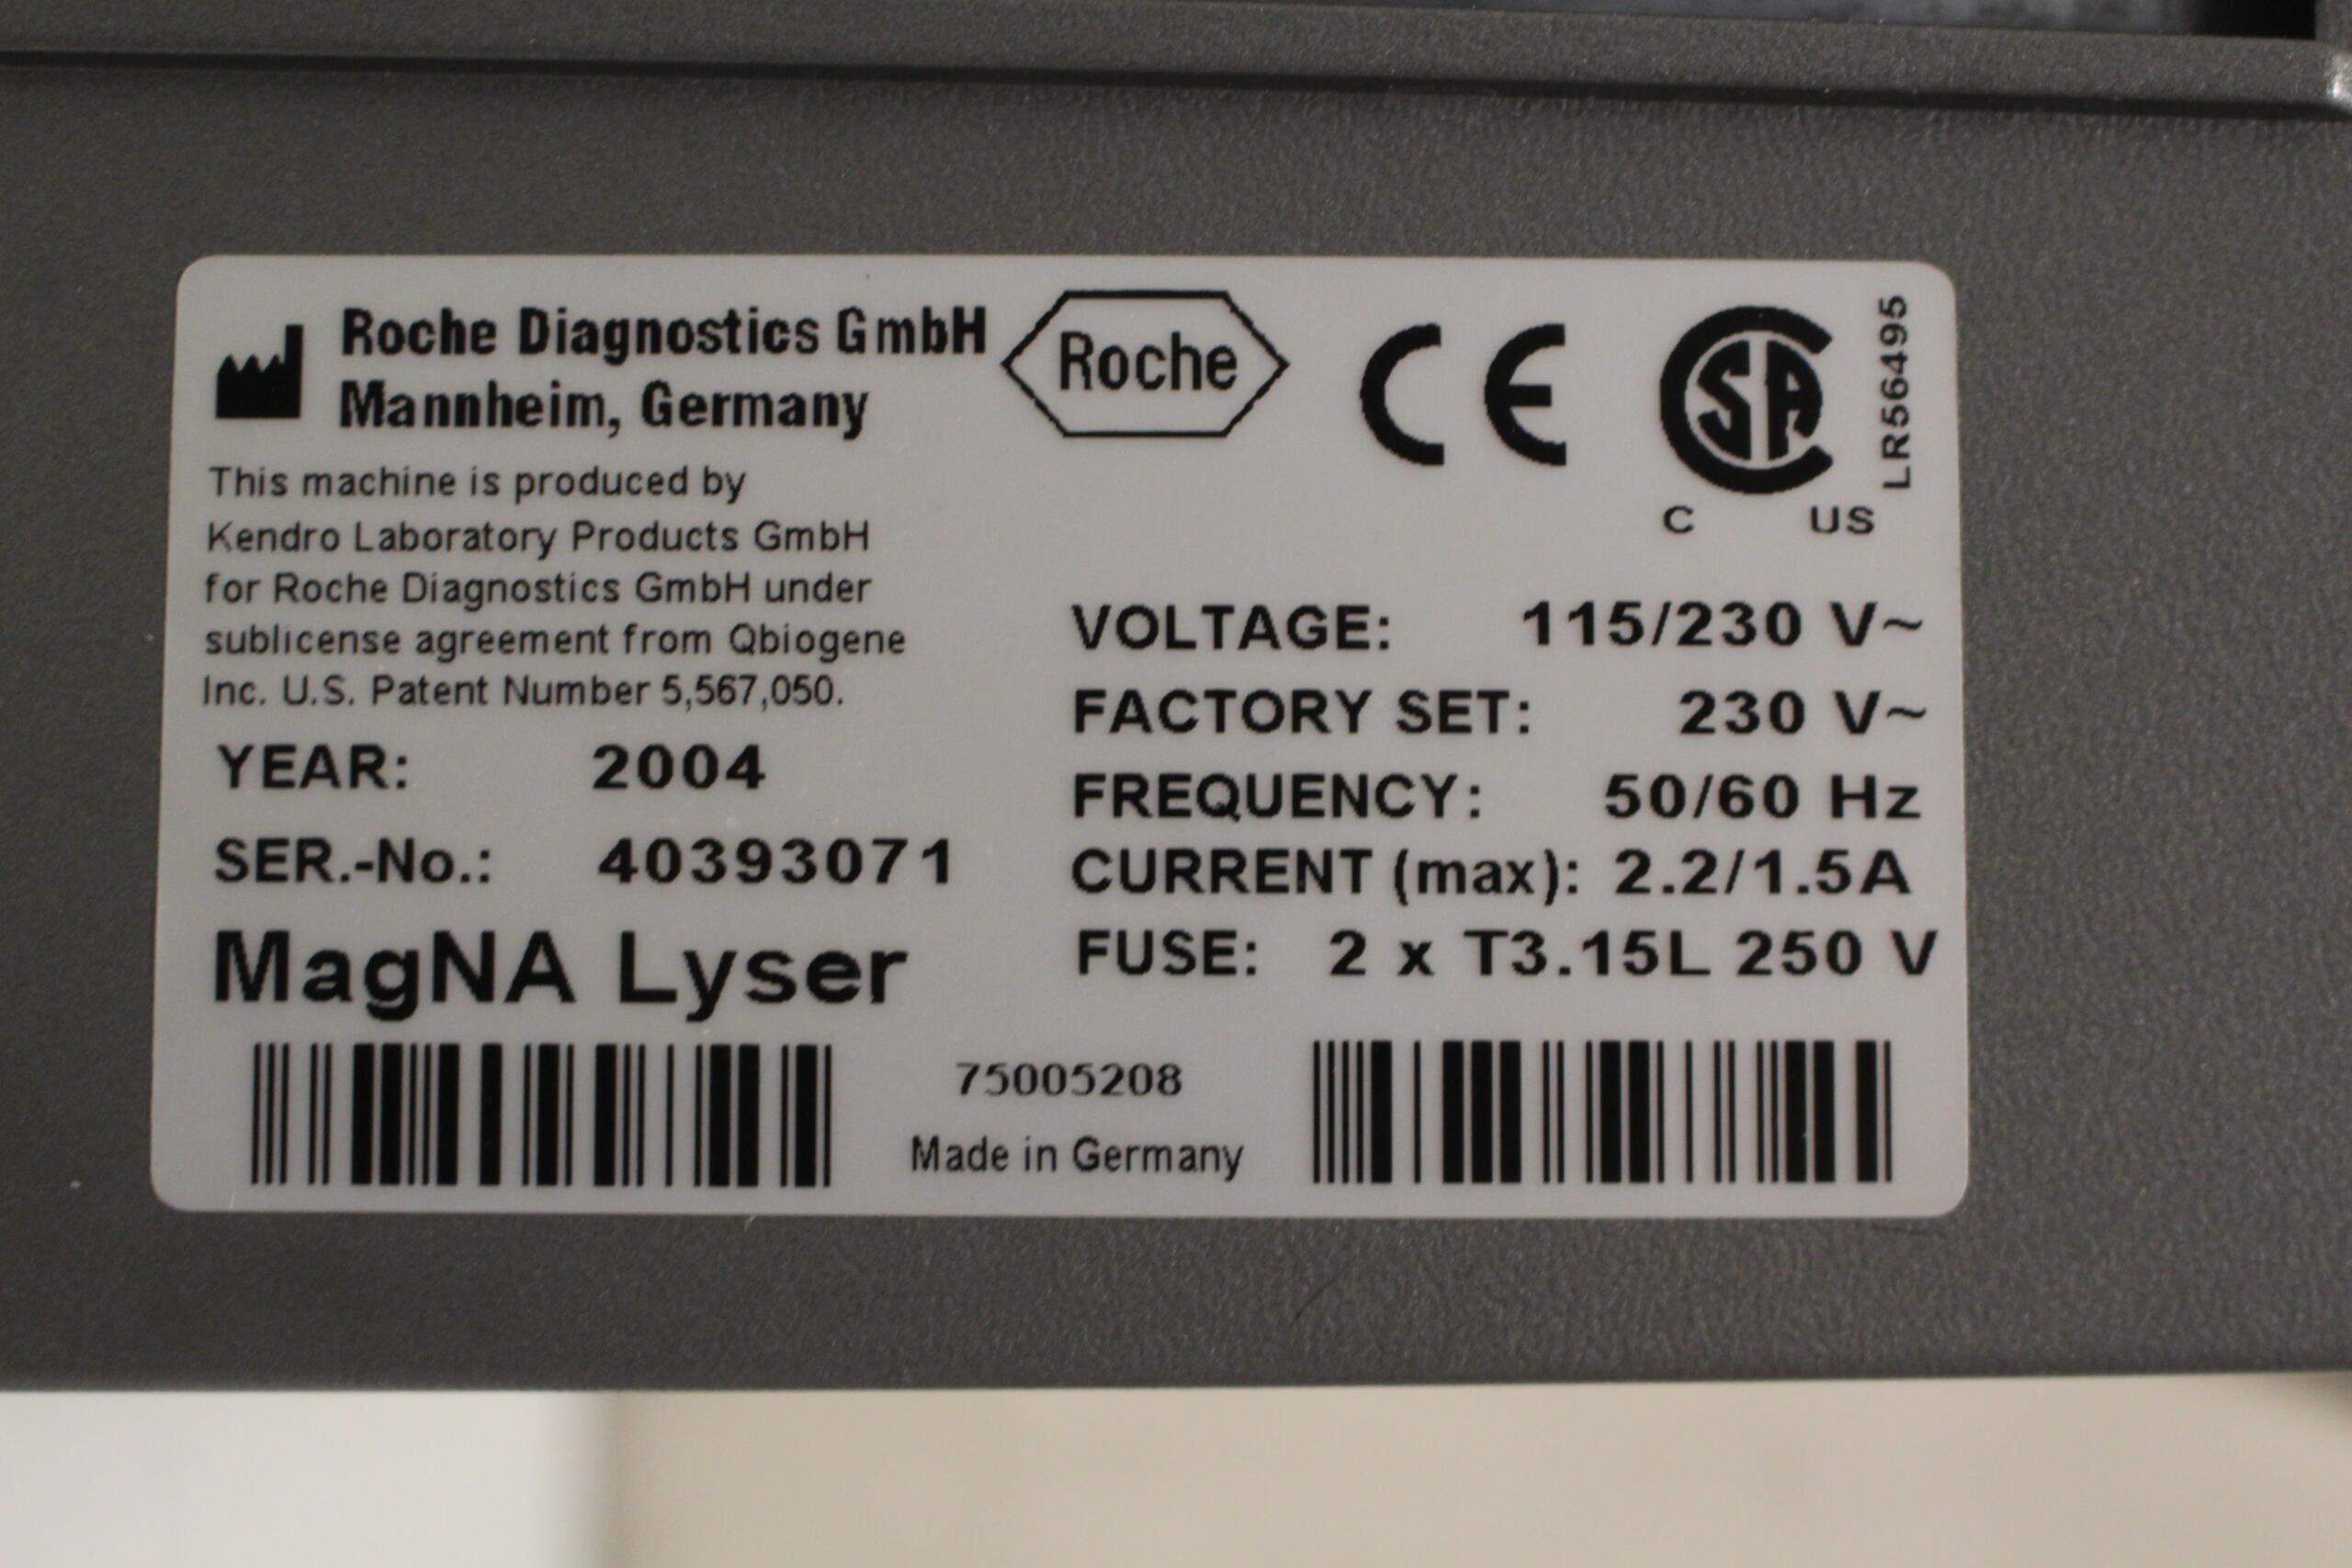 Roche Diagnostics GmbH
Mannheim, Germany
Roche
CE
SA
LR56495
C US
This machine is produced by
Kendro Laboratory Products GmbH
for Roche Diagnostics GmbH under
sublicense agreement from Qbiogene
Inc. U.S. Patent Number 5,567,050.
YEAR: 2004
SER.-No.: 40393071
MagNA Lyser
VOLTAGE: 115/230 V~
FACTORY SET: 230 V~
FREQUENCY: 50/60 Hz
CURRENT (max): 2.2/1.5A
FUSE: 2 x T3.15L 250 V
75005208
Made in Germany